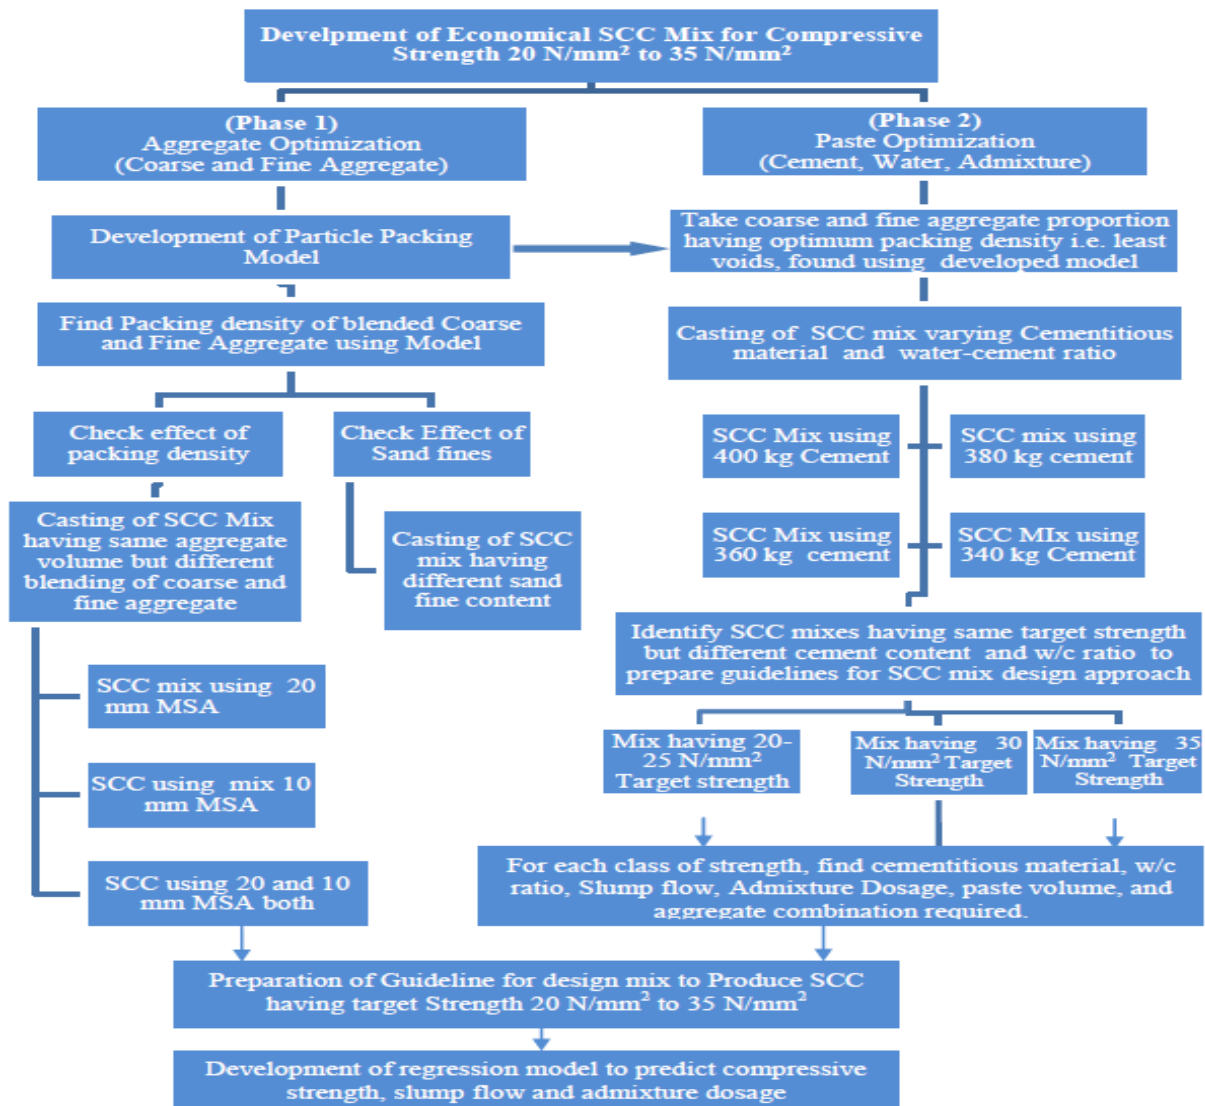 Develpment of Economical SCC Mix for Compressive
Strength 20 N/mm² to 35 N/mm²
(Phase 1)
Aggregate Optimization
(Coarse and Fine Aggregate)
(Phase 2)
Paste Optimization
(Cement, Water, Admixture)
Development of Particle Packing
Model
Take coarse and fine aggregate proportion
having optimum packing density i.e. least
voids, found using developed model
Find Packing density of blended Coarse
and Fine Aggregate using Model
Casting of SCC mix varying Cementitious
material and water-cement ratio
Check effect of
packing density
Check Effect of
Sand fines
SCC Mix using
400 kg Cement
SCC mix using
380 kg cement
Casting of SCC Mix
having same aggregate
volume but different
blending of coarse and
fine aggregate
Casting of SCC
mix having
different sand
fine content
SCC Mix using
360 kg cement
SCC MIx using
340 kg Cement
Identify SCC mixes having same target strength
but different cement content and w/c ratio to
prepare guidelines for SCC mix design approach
SCC mix using 20
mm MSA
Mix having 20-
25 N/mm²
Target strength
Mix having 30
N/mm² Target
Strength
Mix having 35
N/mm² Target
Strength
SCC using mix 10
mm MSA
SCC using 20 and 10
mm MSA both
For each class of strength, find cementitious material, w/c
ratio, Slump flow, Admixture Dosage, paste volume, and
aggregate combination required.
Preparation of Guideline for design mix to Produce SCC
having target Strength 20 N/mm² to 35 N/mm²
Development of regression model to predict compressive
strength, slump flow and admixture dosage